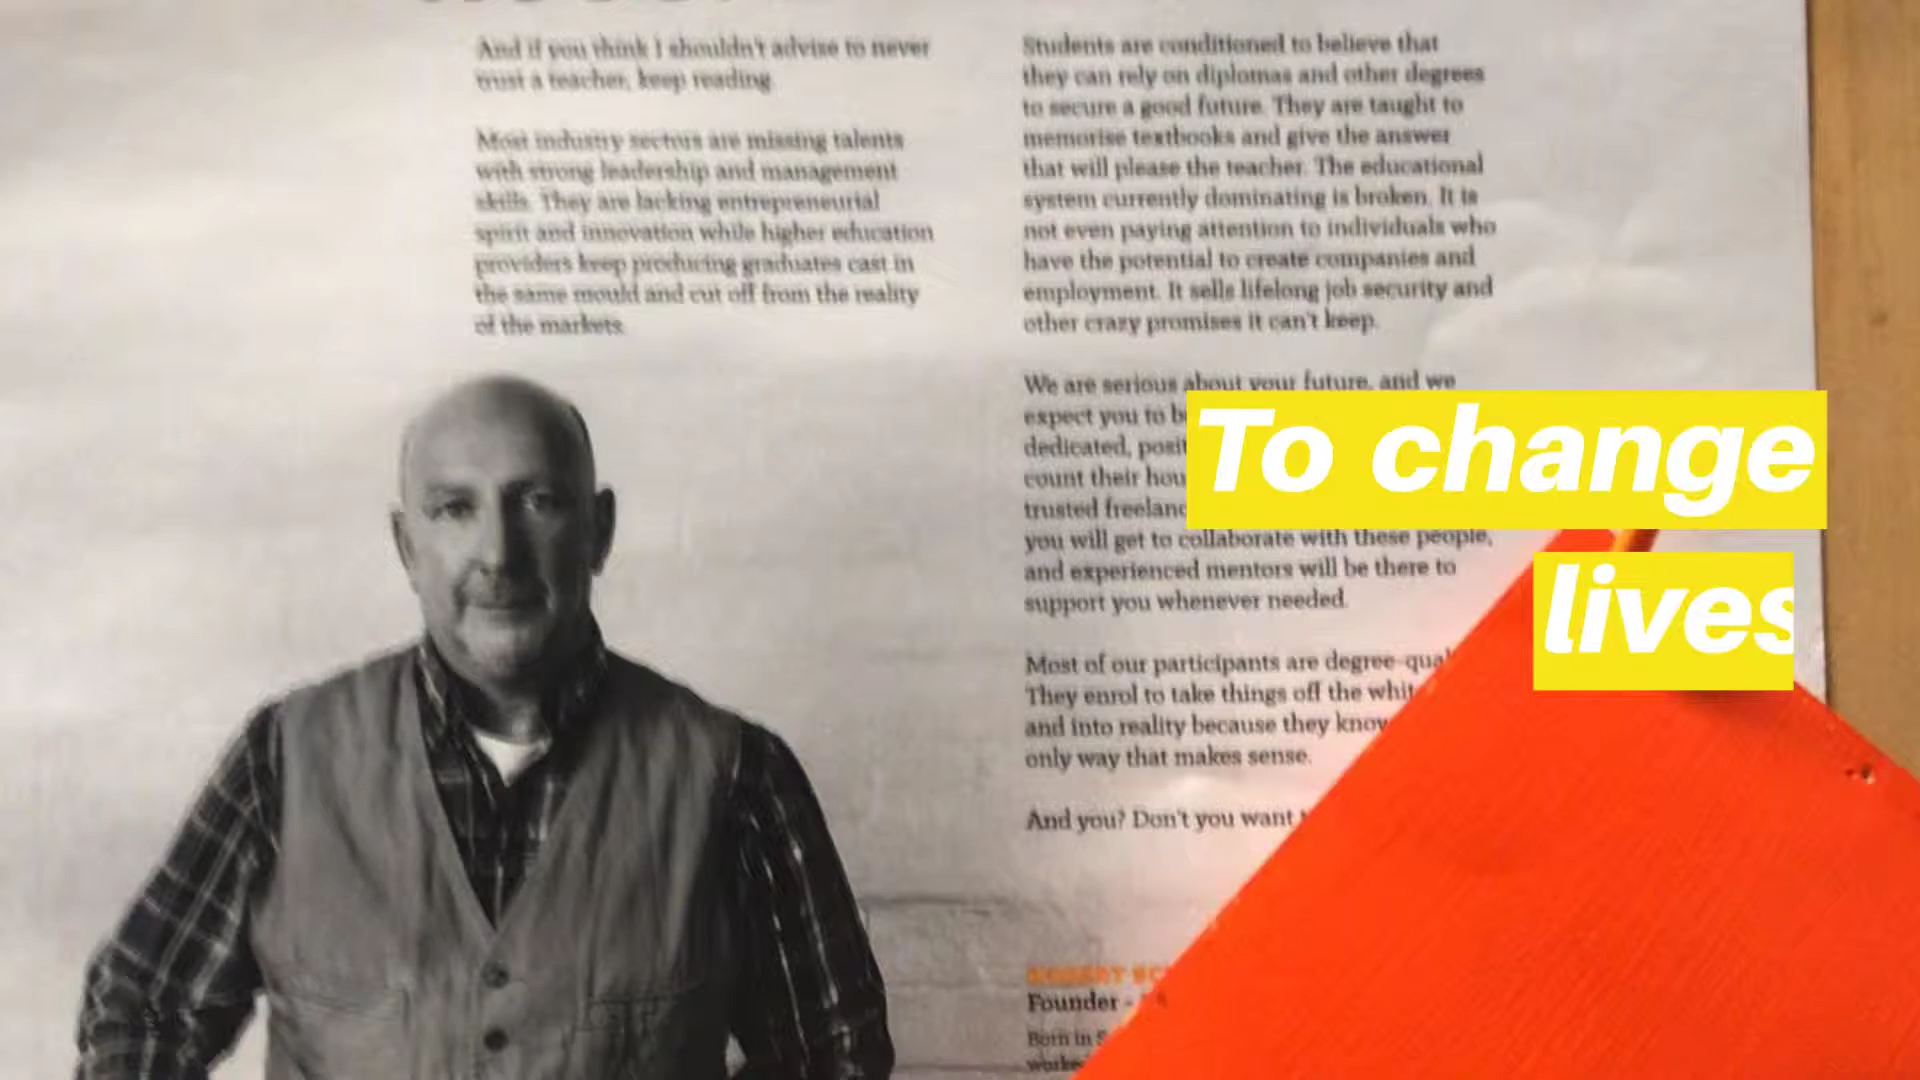 And if you think I shouldn't advise to never
trust a teacher, keep reading.
Most industry sectors are missing talents
with strong leadership and management
skills. They are lacking entrepreneurial
spirit and innovation while higher education
providers keep producing graduates cast in
the same mould and cut off from the reality
of the markets.
Students are conditioned to believe that
they can rely on diplomas and other degrees
to secure a good future. They are taught to
memorise textbooks and give the answer
that will please the teacher. The educational
system currently dominating is broken. It is
not even paying attention to individuals who
have the potential to create companies and
employment. It sells lifelong job security and
other crazy promises it can't keep.
We are serious about your future, and we
expect you to b
dedicated, posit
count their hou
trusted freelanc
you will get to collaborate with these people,
and experienced mentors will be there to
support you whenever needed.
Most of our participants are degree-qual
They enrol to take things off the whit
and into reality because they know
only way that makes sense.
And you? Don't you want
Founder -
Born in S
worke
To change
lives